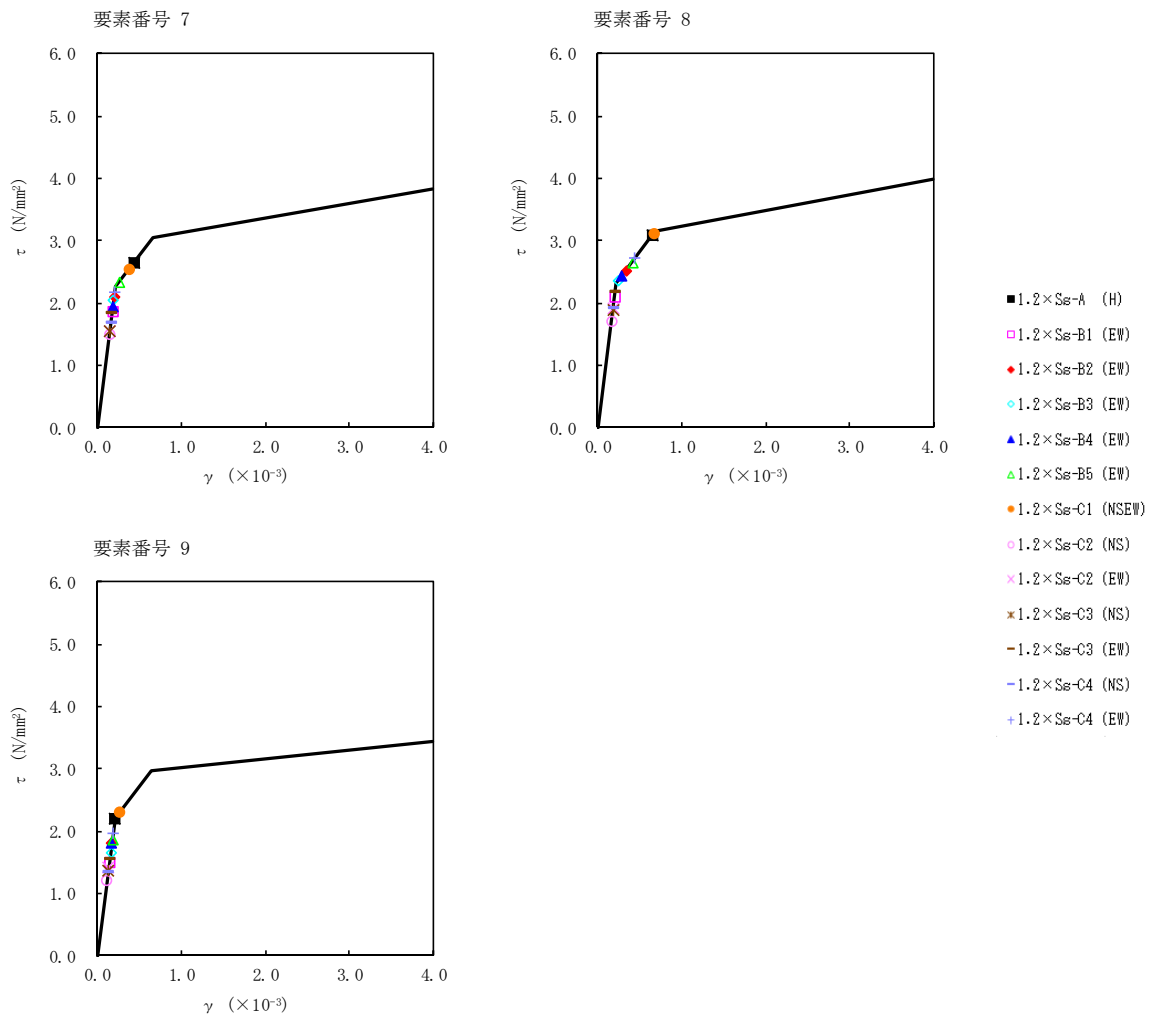 要素番号 7
6.0
5.0
4.0
3.0
2.0
1.0
0.0
τ (N/mm²)
0.0 1.0 2.0 3.0 4.0
γ (×10⁻³)
要素番号 8
6.0
5.0
4.0
3.0
2.0
1.0
0.0
τ (N/mm²)
0.0 1.0 2.0 3.0 4.0
γ (×10⁻³)
要素番号 9
6.0
5.0
4.0
3.0
2.0
1.0
0.0
τ (N/mm²)
0.0 1.0 2.0 3.0 4.0
γ (×10⁻³)
1.2×Ss-A (H)
1.2×Ss-B1 (EW)
1.2×Ss-B2 (EW)
1.2×Ss-B3 (EW)
1.2×Ss-B4 (EW)
1.2×Ss-B5 (EW)
1.2×Ss-C1 (NSEW)
1.2×Ss-C2 (NS)
1.2×Ss-C2 (EW)
1.2×Ss-C3 (NS)
1.2×Ss-C3 (EW)
1.2×Ss-C4 (NS)
1.2×Ss-C4 (EW)